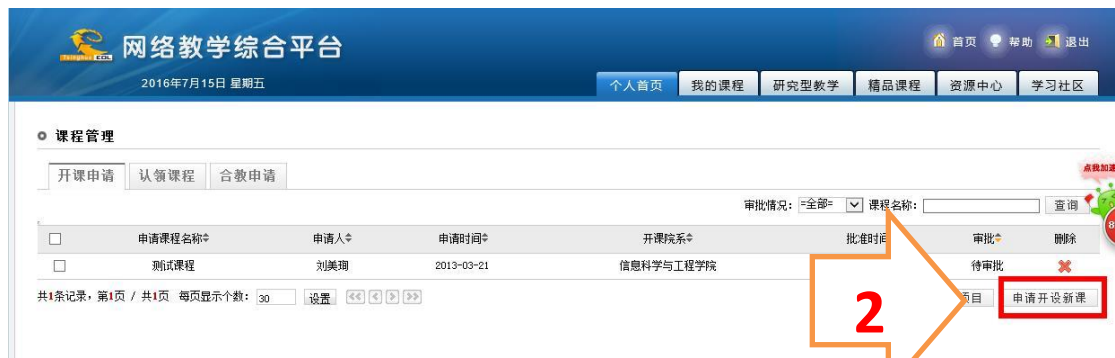 网络教学综合平台
首页 帮助 退出
2016年7月15日 星期五
个人首页 我的课程 研究型教学 精品课程 资源中心 学习社区
课程管理
开课申请 认领课程 合教申请
点我加速
审批情况: =全部= 课程名称: 查询
申请课程名称 申请人 申请时间 开课院系 批准时间 审批 删除
测试课程 刘美珣 2013-03-21 信息科学与工程学院 待审批
共1条记录，第1页 / 共1页 每页显示个数: 30 设置 项目 申请开设新课
2